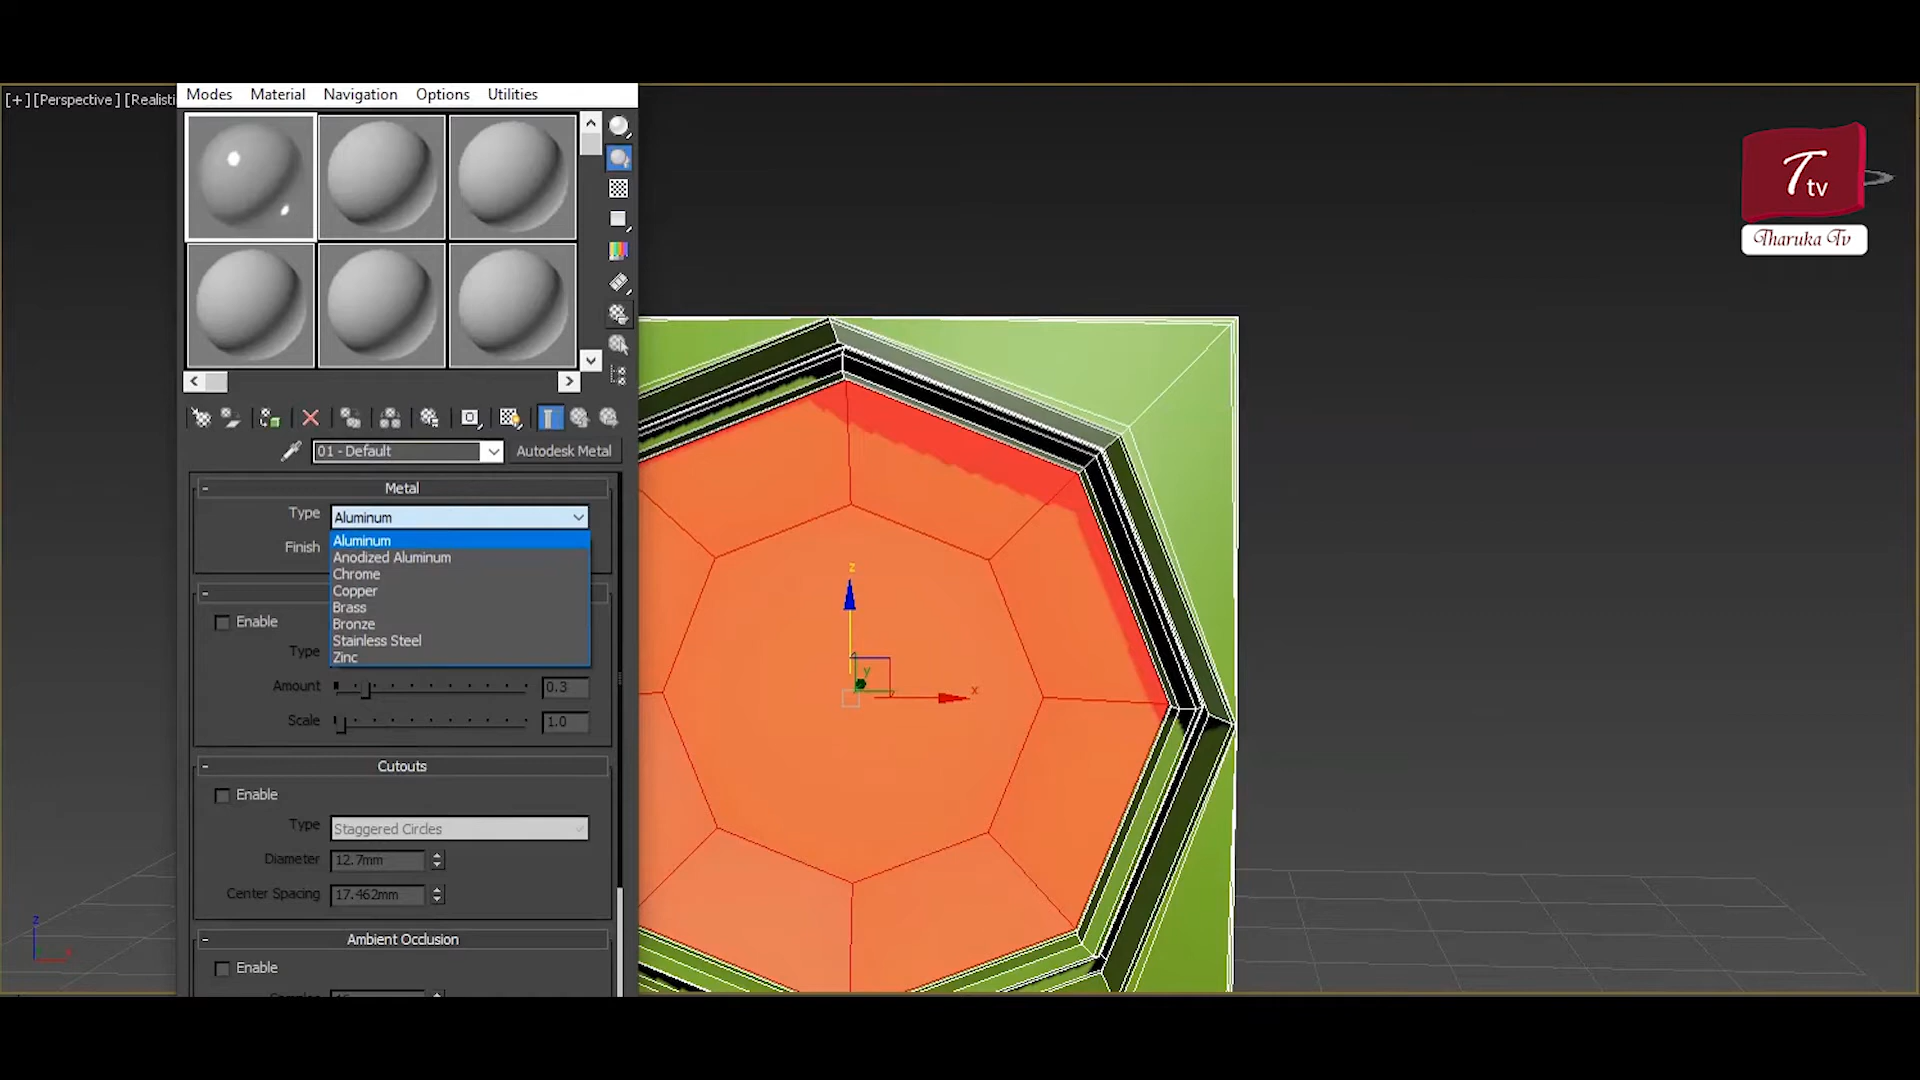 [+][Perspective][Realisti
Modes Material Navigation Options Utilities
T tv
Tharuka Tv
01 - Default Autodesk Metal
- Metal
Type Aluminum
Finish
Aluminum
Anodized Aluminum
Chrome
Copper
Brass
Bronze
Stainless Steel
Zinc
-
Enable
Type
Amount 0.3
Scale 1.0
- Cutouts
Enable
Type Staggered Circles
Diameter 12.7mm
Center Spacing 17.462mm
- Ambient Occlusion
Enable
z
y
x
z
x